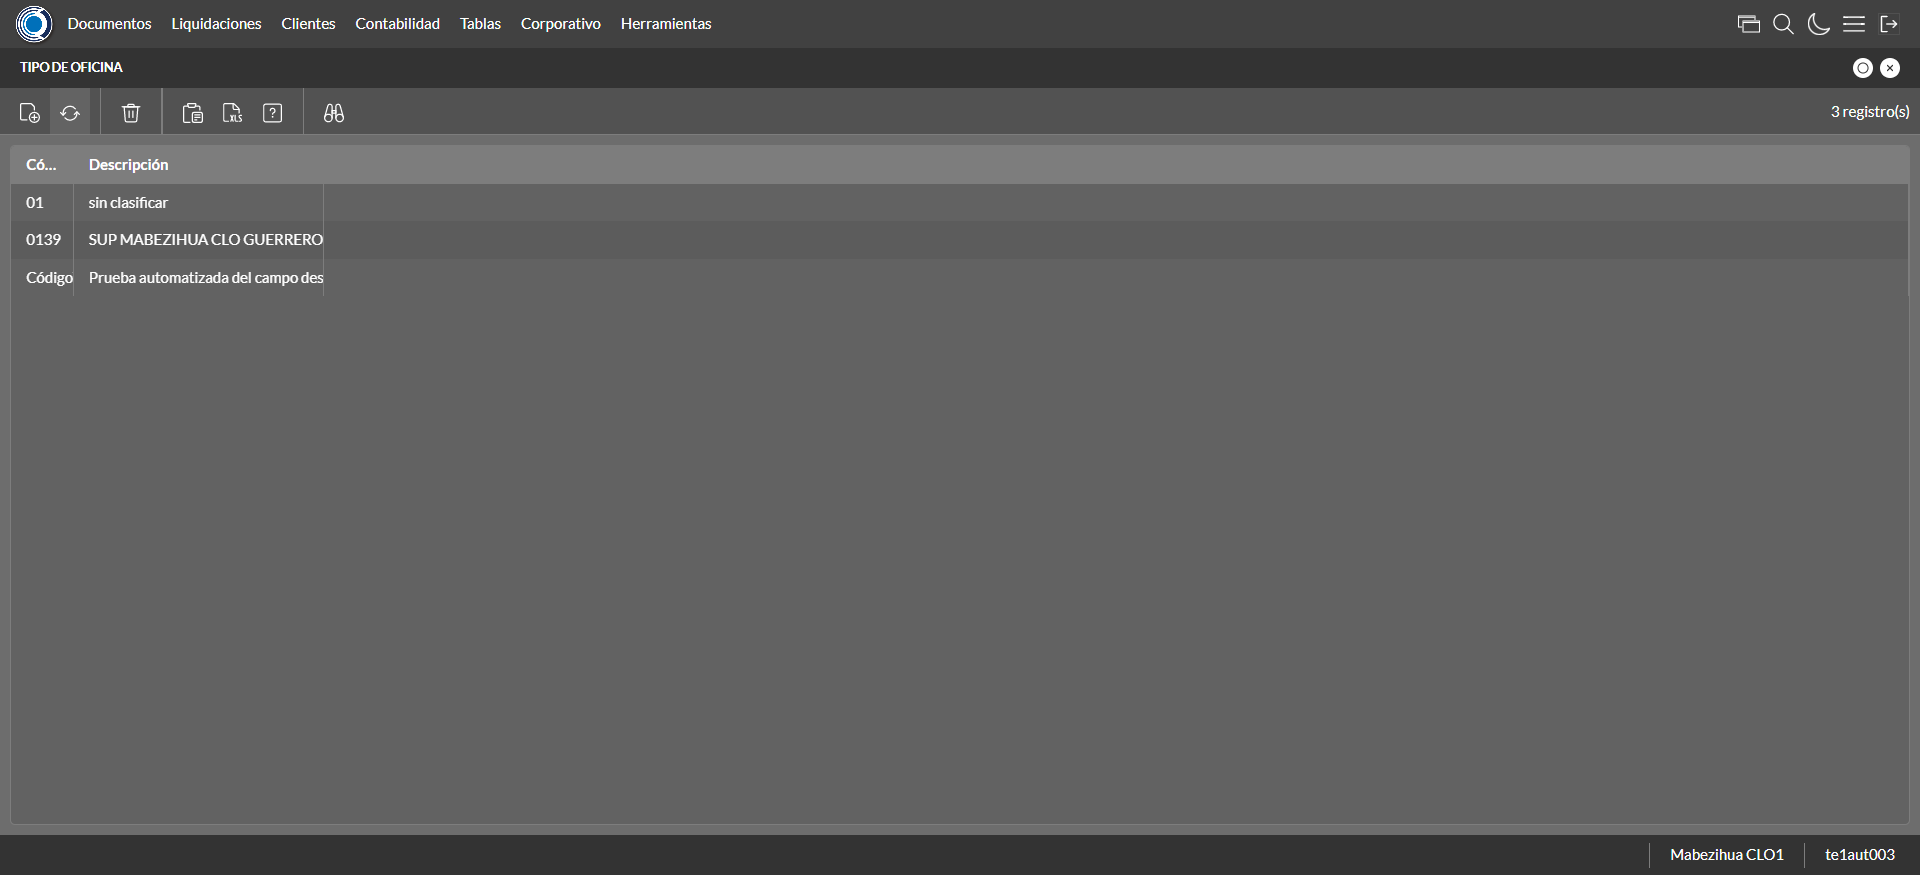 Documentos Liquidaciones Clientes Contabilidad Tablas Corporativo Herramientas
TIPO DE OFICINA
XLS ? 3 registro(s)
Có... Descripción
01 sin clasificar
0139 SUP MABEZIHUA CLO GUERRERO
Código Prueba automatizada del campo des
Mabezihua CLO1 te1aut003